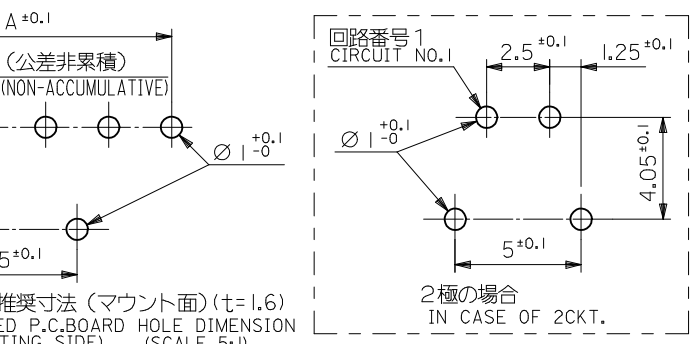 A ±0.1
(公差非累積)
(NON-ACCUMULATIVE)
Ø 1 +0.1 -0
5 ±0.1
推奨寸法 (マウント面) (t=1.6)
P.C.BOARD HOLE DIMENSION
SIDE) (SCALE 5:1)
回路番号1
CIRCUIT NO.1
2.5 ±0.1
1.25 ±0.1
Ø 1 +0.1 -0
4.05 ±0.1
5 ±0.1
2極の場合
IN CASE OF 2CKT.